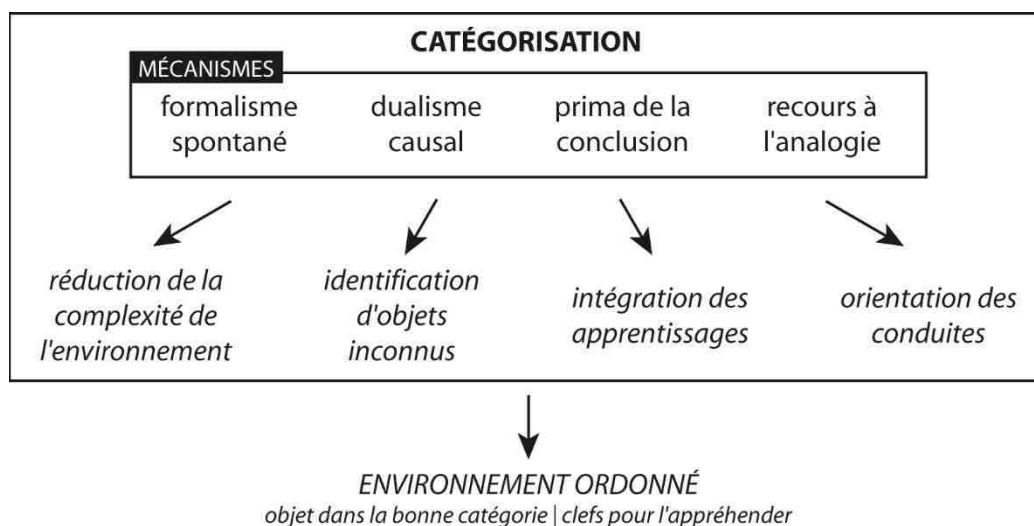 CATÉGORISATION
MÉCANISMES
formalisme spontané
dualisme causal
prima de la conclusion
recours à l'analogie
réduction de la complexité de l'environnement
identification d'objets inconnus
intégration des apprentissages
orientation des conduites
ENVIRONNEMENT ORDONNÉ
objet dans la bonne catégorie | clefs pour l'appréhender